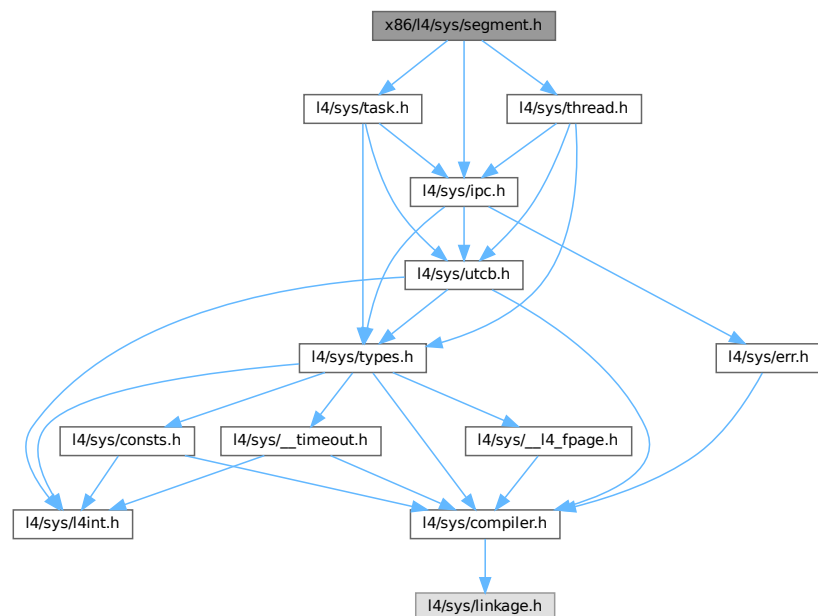 x86/l4/sys/segment.h
l4/sys/task.h
l4/sys/thread.h
l4/sys/ipc.h
l4/sys/utcb.h
l4/sys/types.h
l4/sys/err.h
l4/sys/consts.h
l4/sys/__timeout.h
l4/sys/__l4_fpage.h
l4/sys/l4int.h
l4/sys/compiler.h
l4/sys/linkage.h